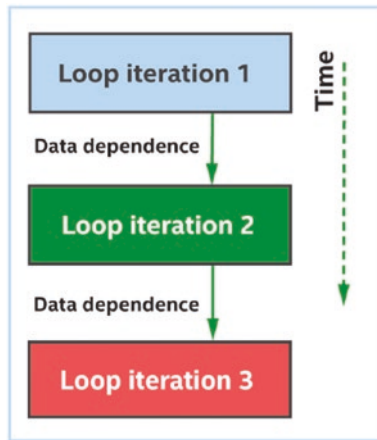 Loop iteration 1
Time
Data dependence
Loop iteration 2
Data dependence
Loop iteration 3